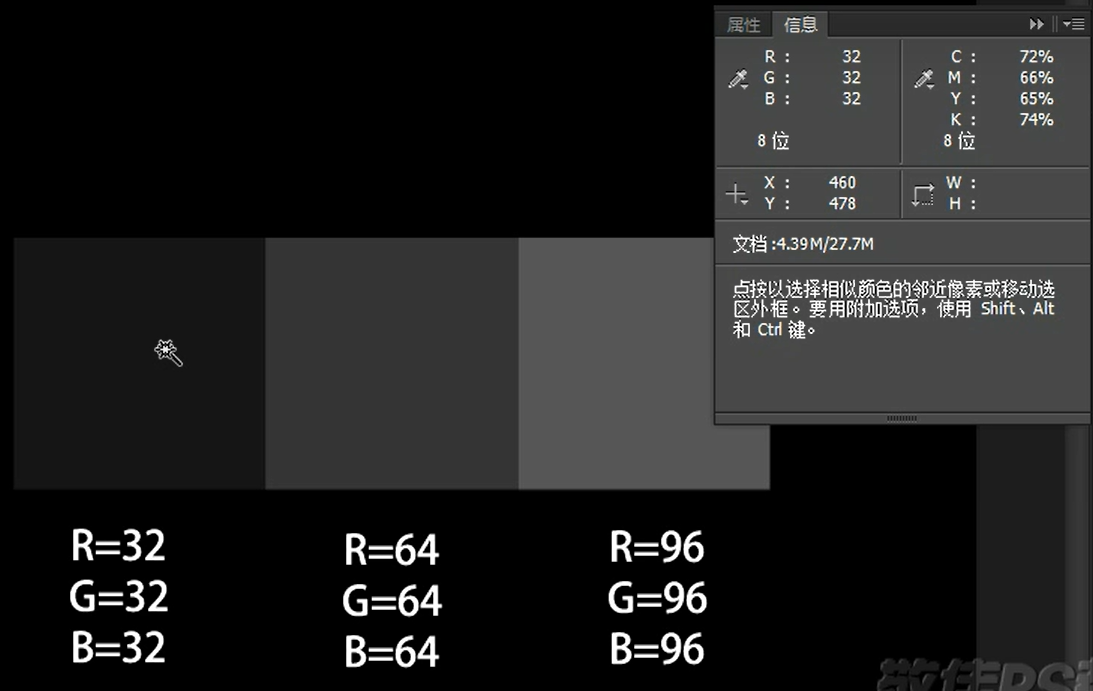 属性 信息
R : 32 C : 72%
G : 32 M : 66%
B : 32 Y : 65%
K : 74%
8 位 8 位
X : 460 W :
Y : 478 H :
文档 :4.39M/27.7M
点按以选择相似颜色的邻近像素或移动选
区外框。要用附加选项，使用 Shift、Alt
和 Ctrl 键。
R=32 R=64 R=96
G=32 G=64 G=96
B=32 B=64 B=96